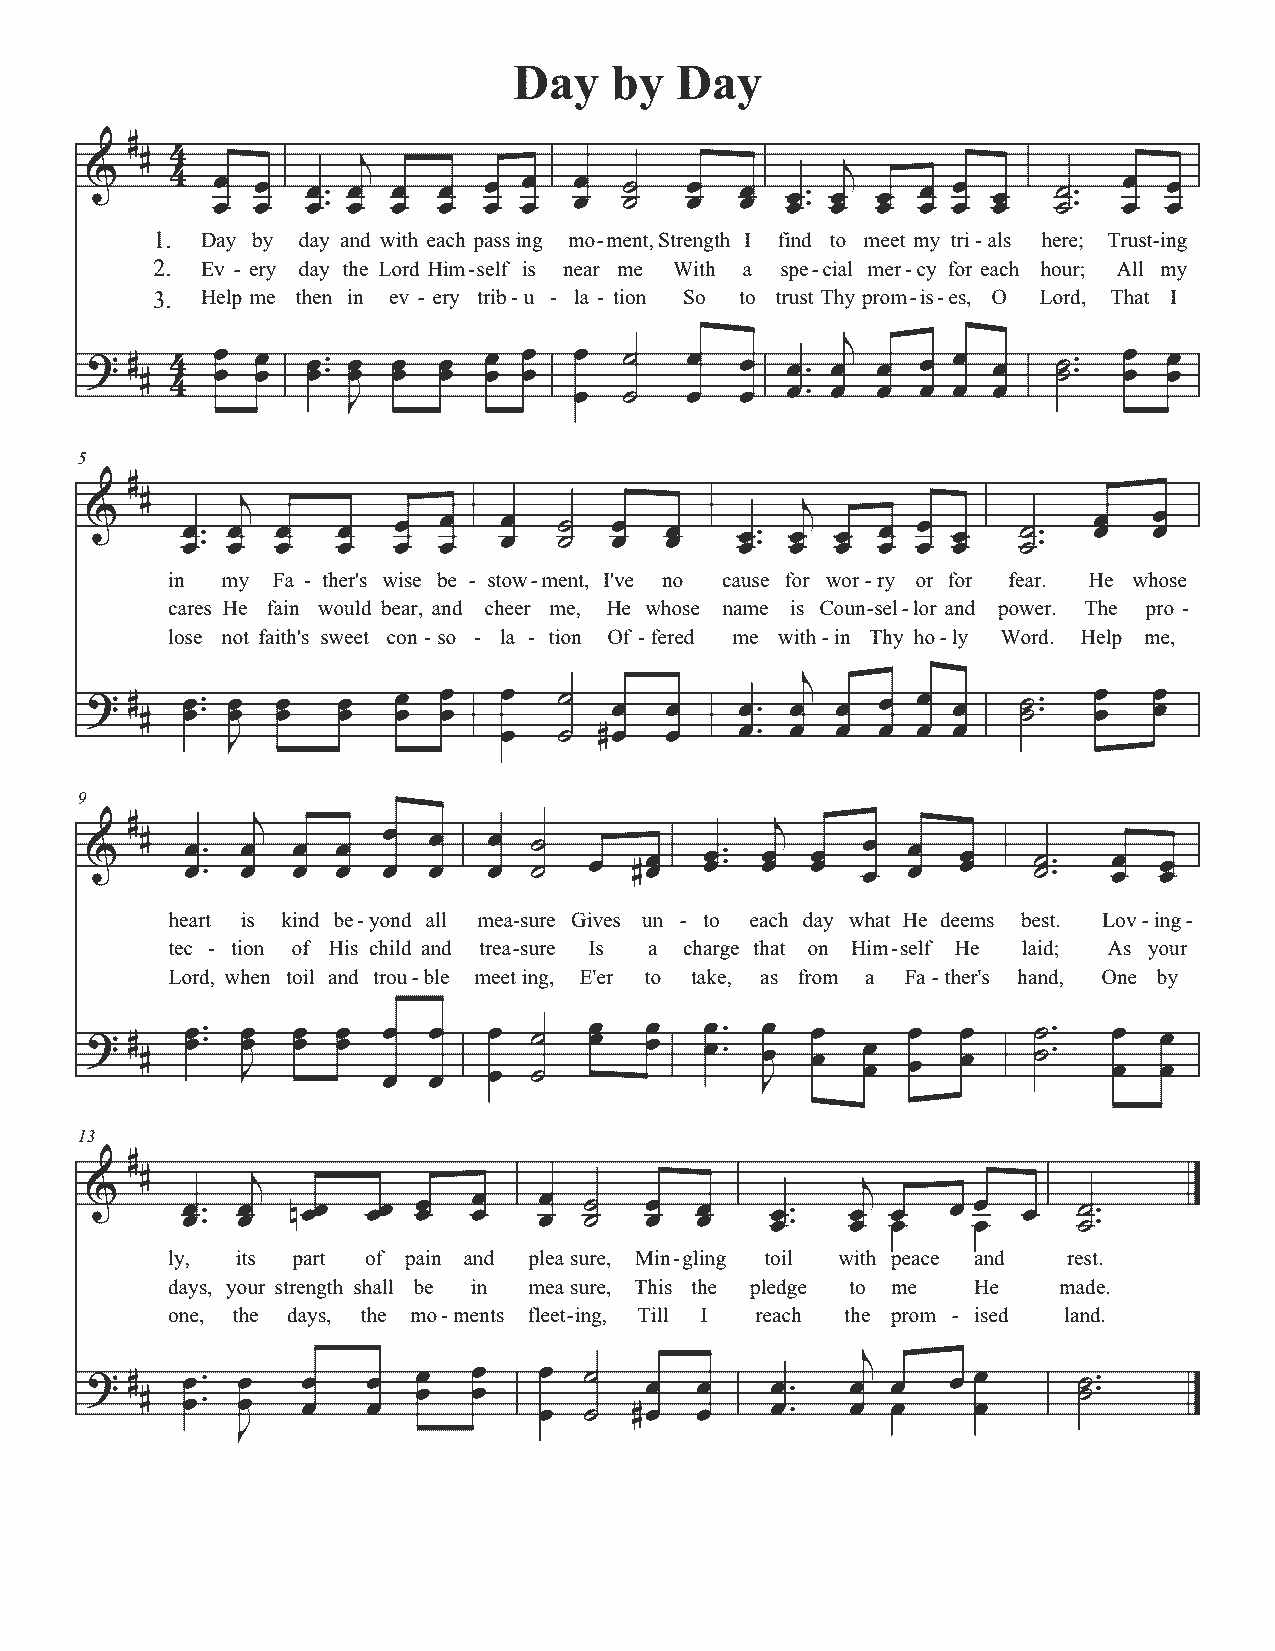 Day by Day
1. Day by day and with each pass ing mo-ment, Strength I find to meet my tri - als here; Trust-ing
2. Ev - ery day the Lord Him-self is near me With a spe-cial mer-cy for each hour; All my
3. Help me then in ev - ery trib - u - la - tion So to trust Thy prom-is-es, O Lord, That I
5
in my Fa - ther's wise be - stow-ment, I've no cause for wor-ry or for fear. He whose
cares He fain would bear, and cheer me, He whose name is Coun-sel-lor and power. The pro -
lose not faith's sweet con - so - la - tion Of - fered me with - in Thy ho - ly Word. Help me,
9
heart is kind be-yond all mea-sure Gives un - to each day what He deems best. Lov-ing-
tec - tion of His child and trea-sure Is a charge that on Him-self He laid; As your
Lord, when toil and trou-ble meet ing, E'er to take, as from a Fa-ther's hand, One by
13
ly, its part of pain and plea sure, Min-gling toil with peace and rest.
days, your strength shall be in mea sure, This the pledge to me He made.
one, the days, the mo-ments fleet-ing, Till I reach the prom - ised land.